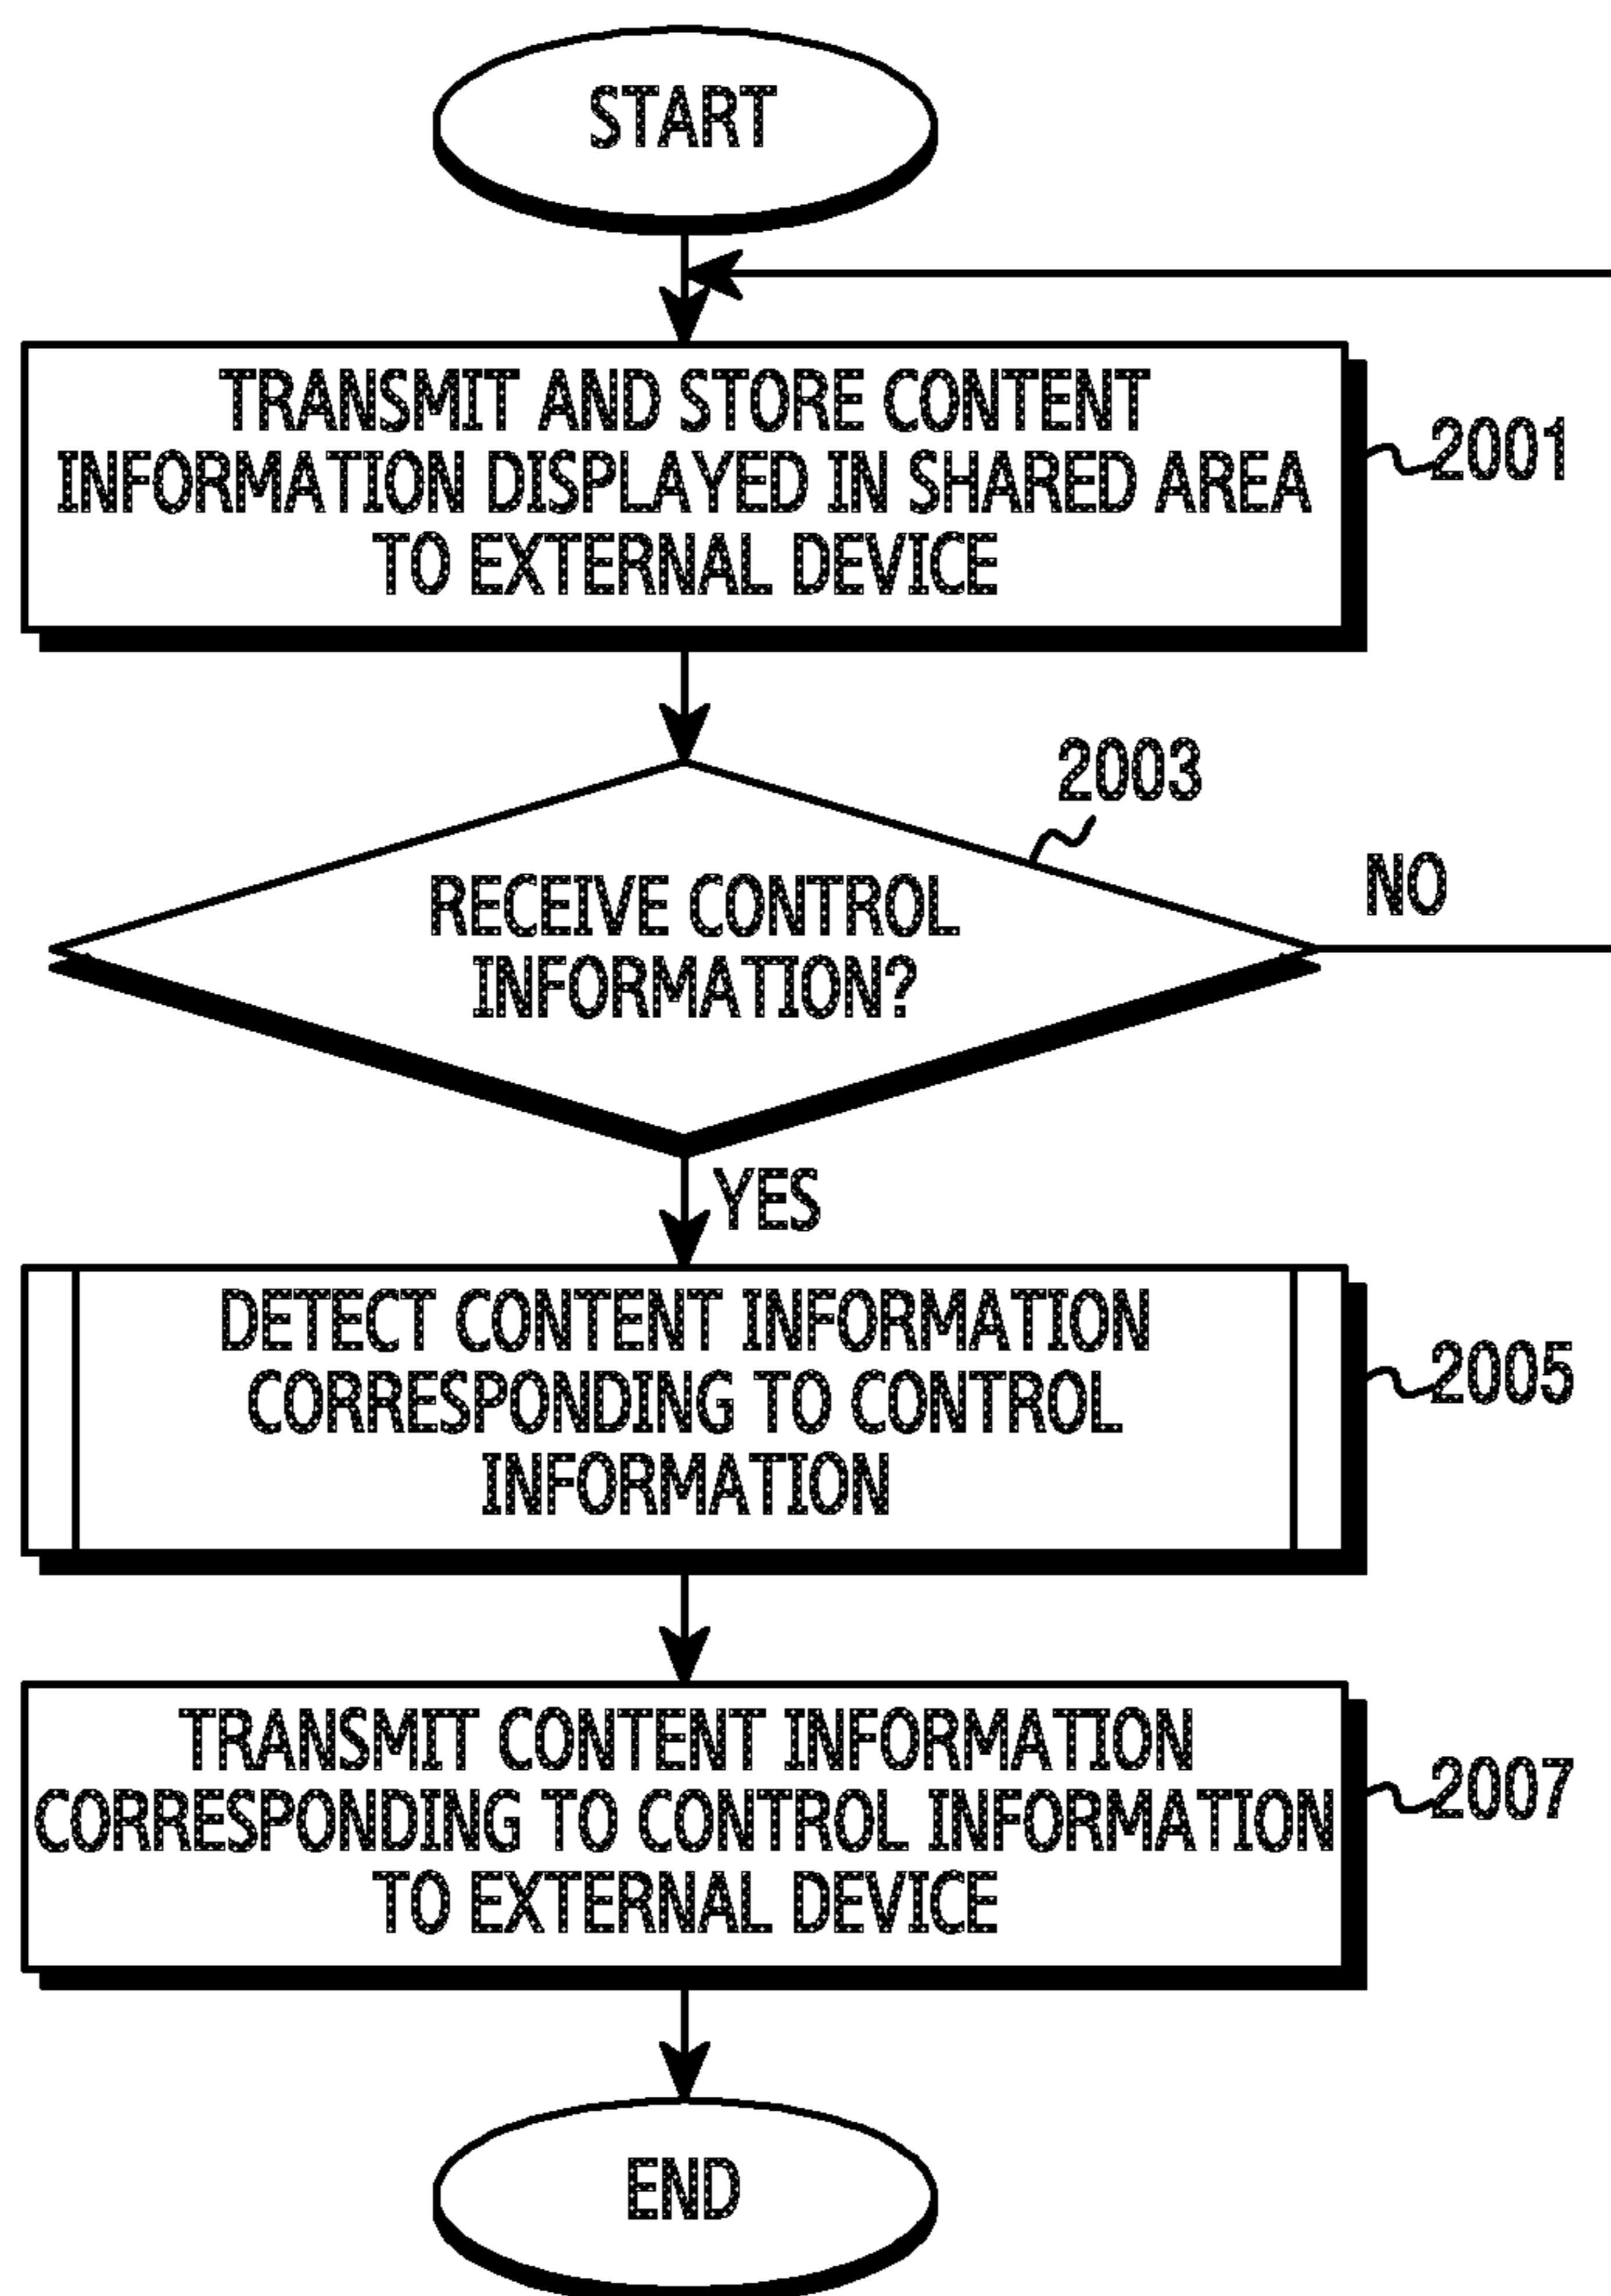 START
TRANSMIT AND STORE CONTENT
INFORMATION DISPLAYED IN SHARED AREA
TO EXTERNAL DEVICE
2001
2003
RECEIVE CONTROL
INFORMATION?
NO
YES
DETECT CONTENT INFORMATION
CORRESPONDING TO CONTROL
INFORMATION
2005
TRANSMIT CONTENT INFORMATION
CORRESPONDING TO CONTROL INFORMATION
TO EXTERNAL DEVICE
2007
END